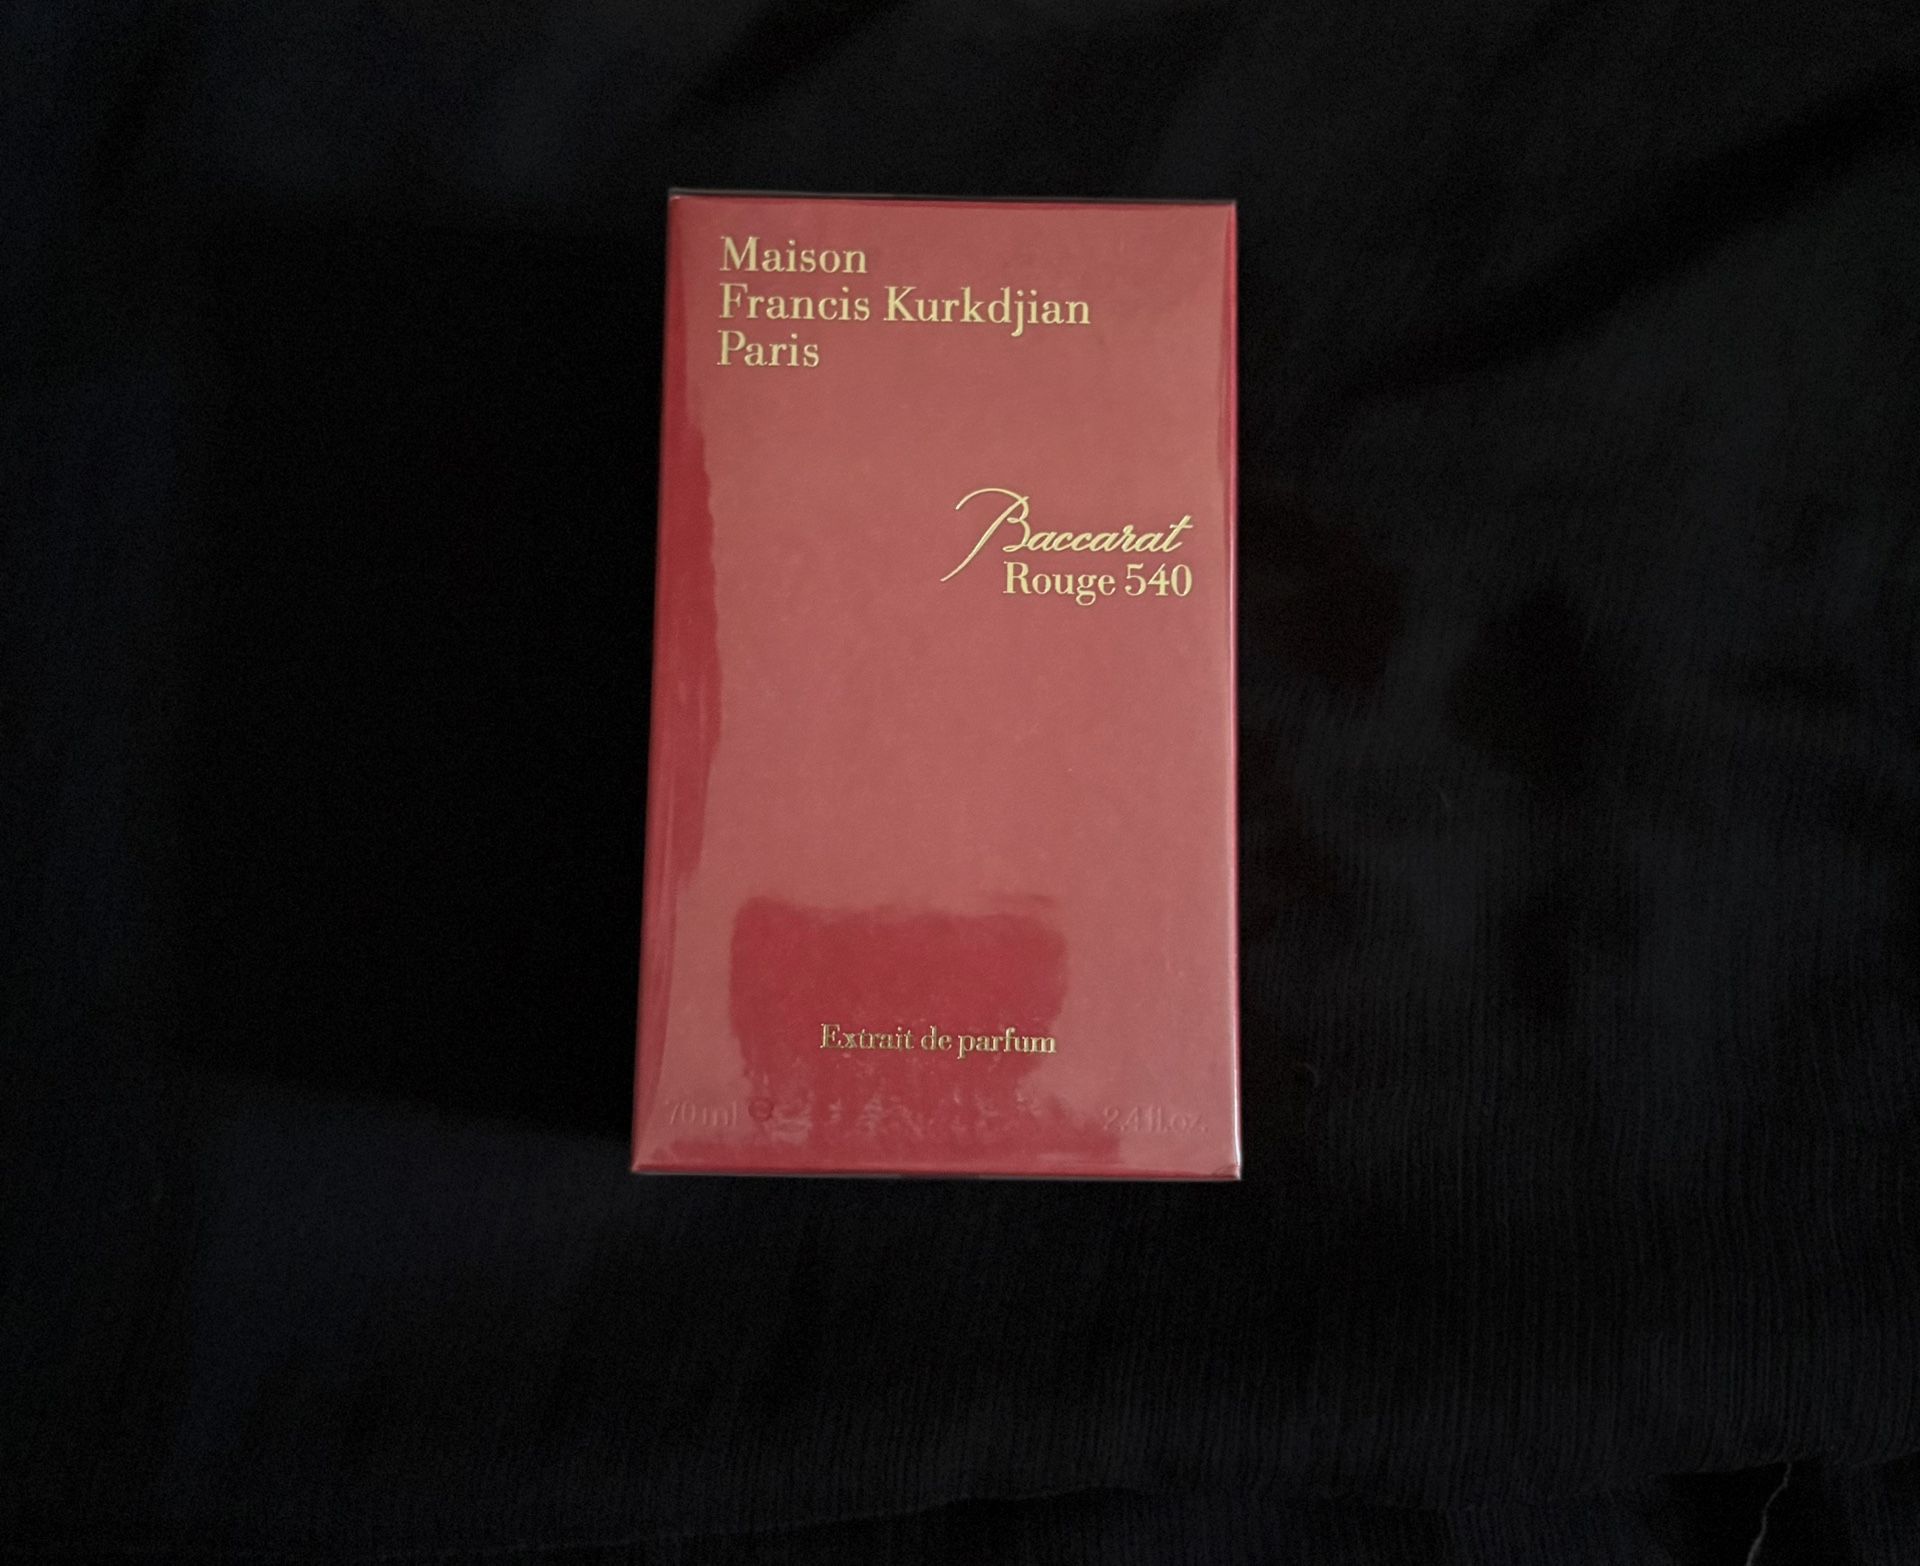 Maison
Francis Kurkdjian
Paris
Baccarat
Rouge 540
Extrait de parfum
70 ml ℮ 2.4 fl.oz.